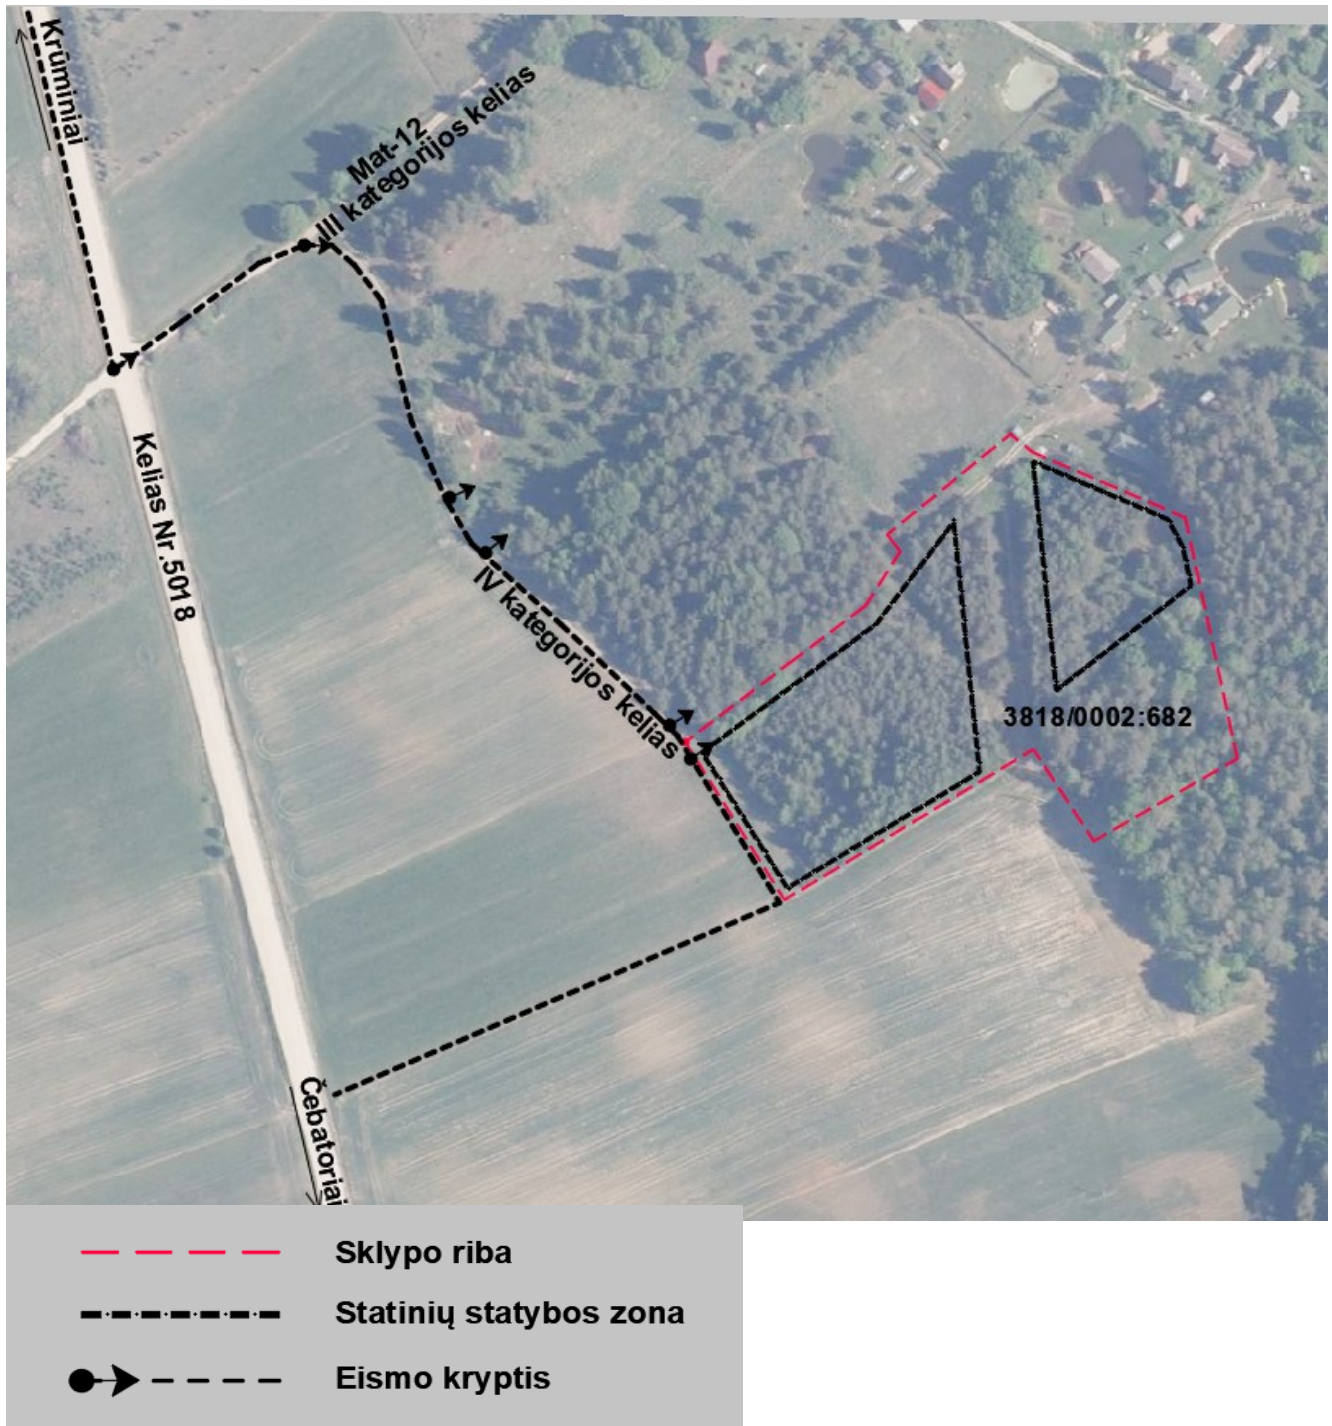 Krūminiai
Mat-12
III kategorijos kelias
Kelias Nr.5018
IV kategorijos kelias
3818/0002:682
Čebatoriai
Sklypo riba
Statinių statybos zona
Eismo kryptis